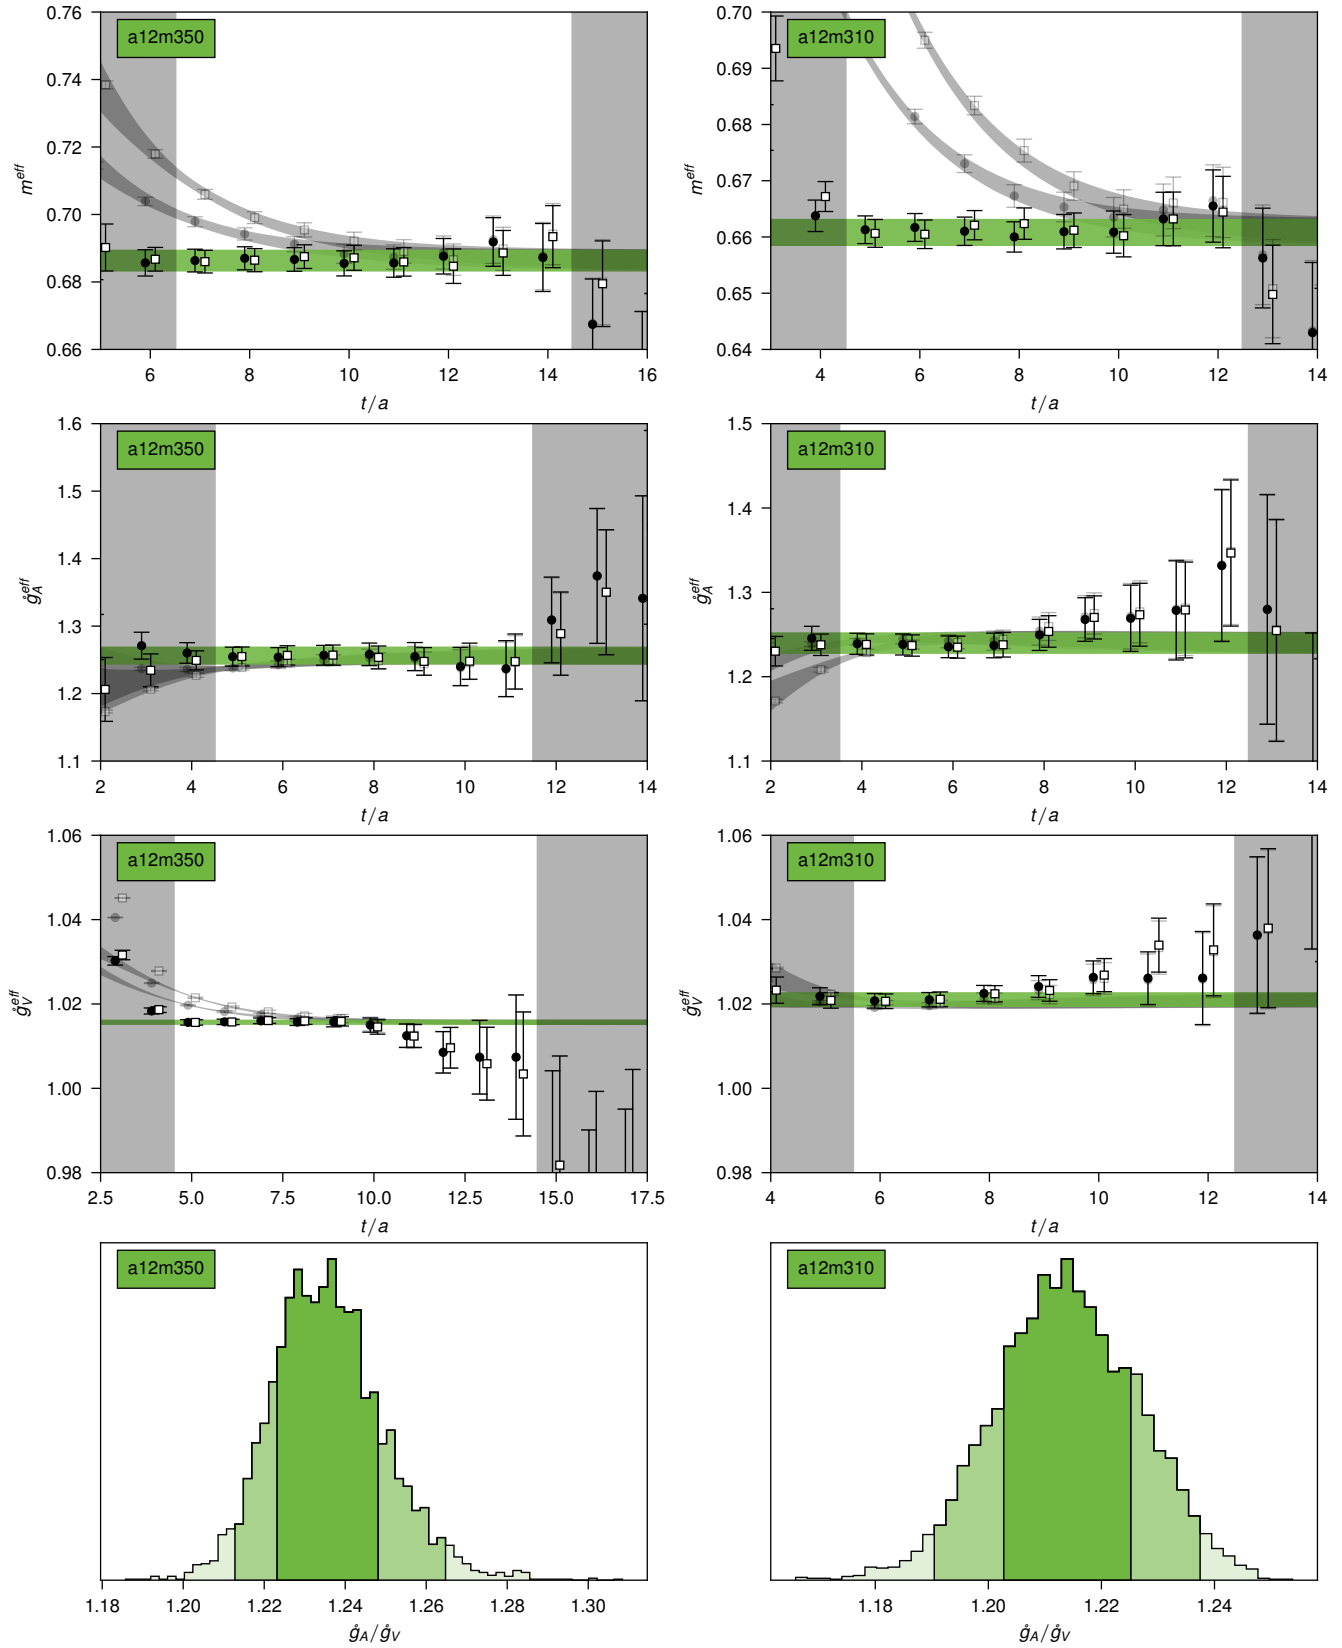 a12m350
0.76
0.74
0.72
0.70
0.68
0.66
m^eff
6 8 10 12 14 16
t/a
a12m310
0.70
0.69
0.68
0.67
0.66
0.65
0.64
m^eff
4 6 8 10 12 14
t/a
a12m350
1.6
1.5
1.4
1.3
1.2
1.1
g̊_A^eff
2 4 6 8 10 12 14
t/a
a12m310
1.5
1.4
1.3
1.2
1.1
g̊_A^eff
2 4 6 8 10 12 14
t/a
a12m350
1.06
1.04
1.02
1.00
0.98
g̊_V^eff
2.5 5.0 7.5 10.0 12.5 15.0 17.5
t/a
a12m310
1.06
1.04
1.02
1.00
0.98
g̊_V^eff
4 6 8 10 12 14
t/a
a12m350
1.18 1.20 1.22 1.24 1.26 1.28 1.30
g̊_A/g̊_V
a12m310
1.18 1.20 1.22 1.24
g̊_A/g̊_V